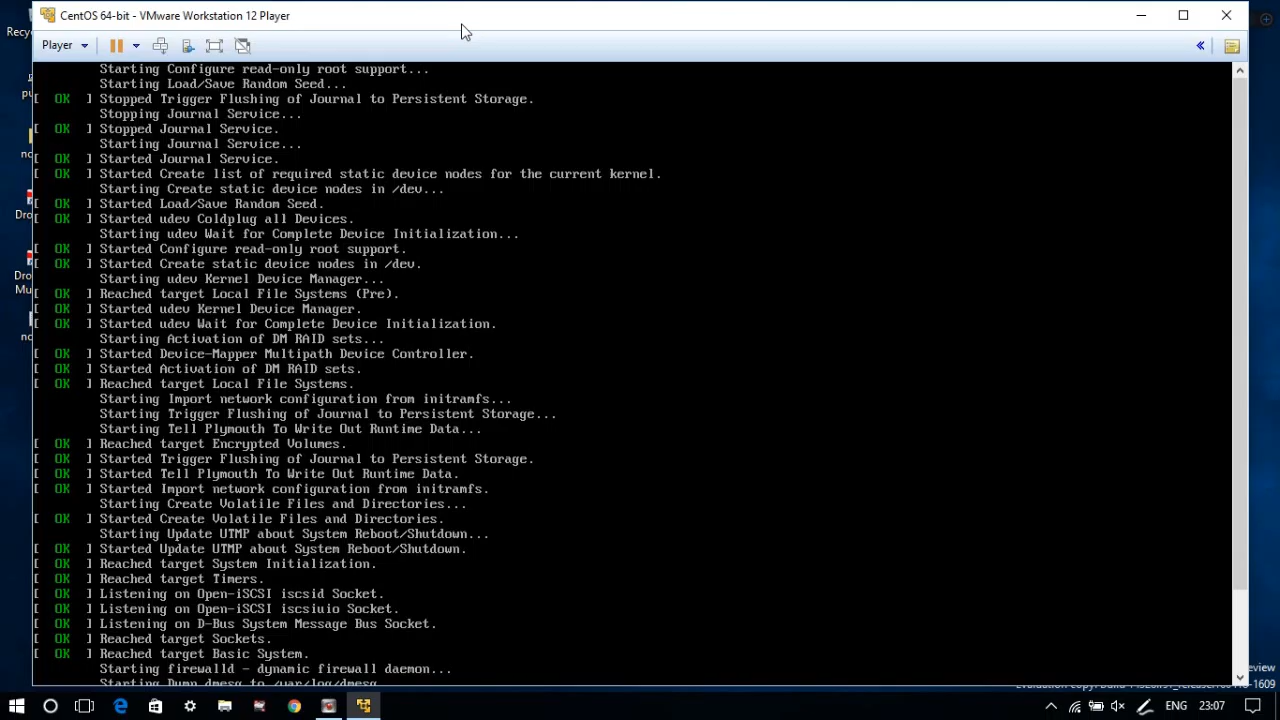 CentOS 64-bit - VMware Workstation 12 Player
Player
Starting Configure read-only root support...
Starting Load/Save Random Seed...
[ OK ] Stopped Trigger Flushing of Journal to Persistent Storage.
Stopping Journal Service...
[ OK ] Stopped Journal Service.
Starting Journal Service...
[ OK ] Started Journal Service.
[ OK ] Started Create list of required static device nodes for the current kernel.
Starting Create static device nodes in /dev...
[ OK ] Started Load/Save Random Seed.
[ OK ] Started udev Coldplug all Devices.
Starting udev Wait for Complete Device Initialization...
[ OK ] Started Configure read-only root support.
[ OK ] Started Create static device nodes in /dev.
Starting udev Kernel Device Manager...
[ OK ] Reached target Local File Systems (Pre).
[ OK ] Started udev Kernel Device Manager.
[ OK ] Started udev Wait for Complete Device Initialization.
Starting Activation of DM RAID sets...
[ OK ] Started Device-Mapper Multipath Device Controller.
[ OK ] Started Activation of DM RAID sets.
[ OK ] Reached target Local File Systems.
Starting Import network configuration from initramfs...
Starting Trigger Flushing of Journal to Persistent Storage...
Starting Tell Plymouth To Write Out Runtime Data...
[ OK ] Reached target Encrypted Volumes.
[ OK ] Started Trigger Flushing of Journal to Persistent Storage.
[ OK ] Started Tell Plymouth To Write Out Runtime Data.
[ OK ] Started Import network configuration from initramfs.
Starting Create Volatile Files and Directories...
[ OK ] Started Create Volatile Files and Directories.
Starting Update UTMP about System Reboot/Shutdown...
[ OK ] Started Update UTMP about System Reboot/Shutdown.
[ OK ] Reached target System Initialization.
[ OK ] Reached target Timers.
[ OK ] Listening on Open-iSCSI iscsid Socket.
[ OK ] Listening on Open-iSCSI iscsiuio Socket.
[ OK ] Listening on D-Bus System Message Bus Socket.
[ OK ] Reached target Sockets.
[ OK ] Reached target Basic System.
Starting firewalld - dynamic firewall daemon...
Starting Dump dmesg to /var/log/dmesg
ENG 23:07